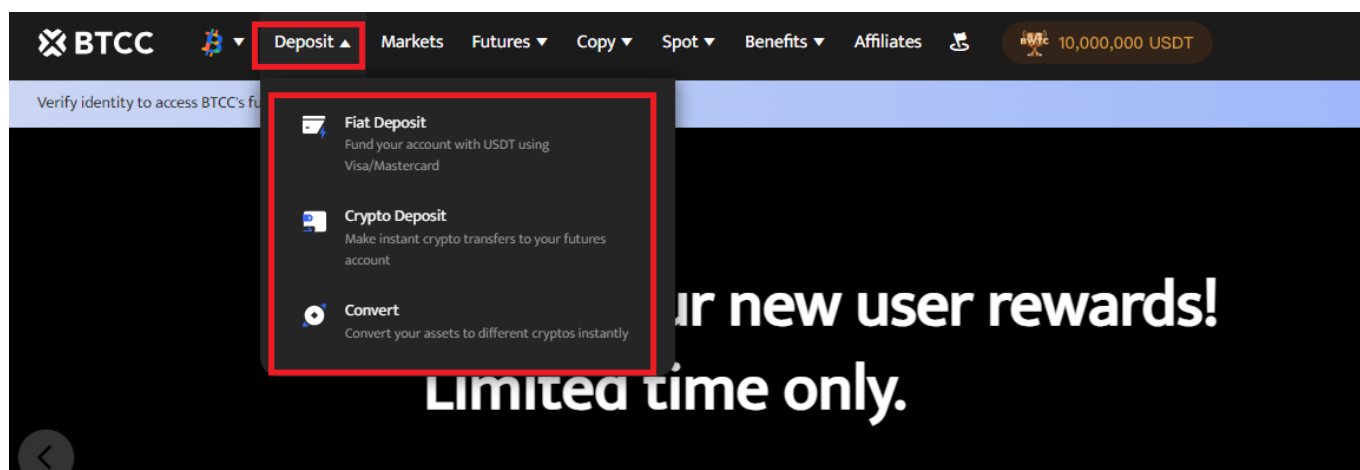 BTCC Deposit ▲ Markets Futures ▼ Copy ▼ Spot ▼ Benefits ▼ Affiliates 10,000,000 USDT
Verify identity to access BTCC's
Fiat Deposit
Fund your account with USDT using
Visa/Mastercard
Crypto Deposit
Make instant crypto transfers to your futures
account
Convert
Convert your assets to different cryptos instantly
new user rewards!
Limited time only.